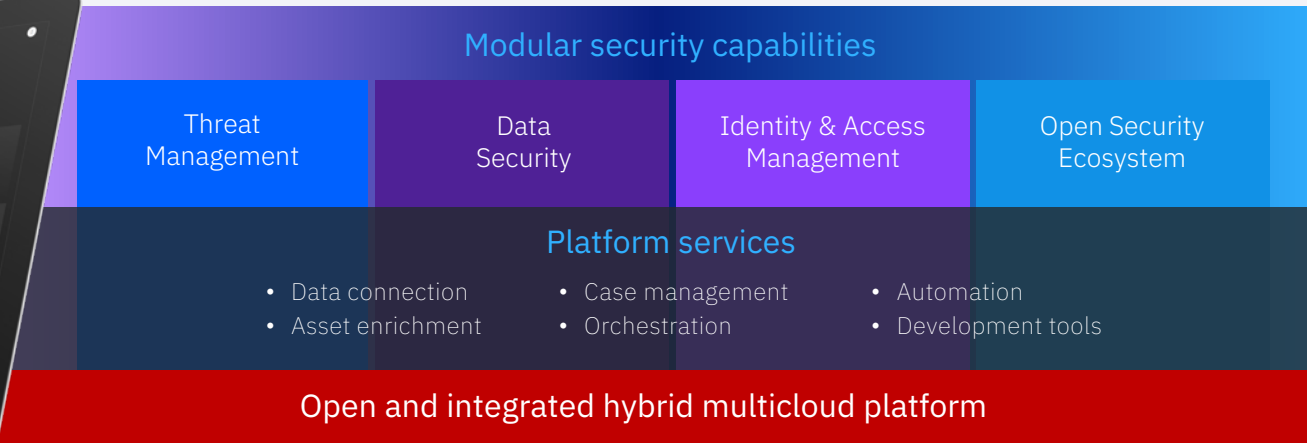 Modular security capabilities
Threat
Management
Data
Security
Identity & Access
Management
Open Security
Ecosystem
Platform services
• Data connection
• Asset enrichment
• Case management
• Orchestration
• Automation
• Development tools
Open and integrated hybrid multicloud platform